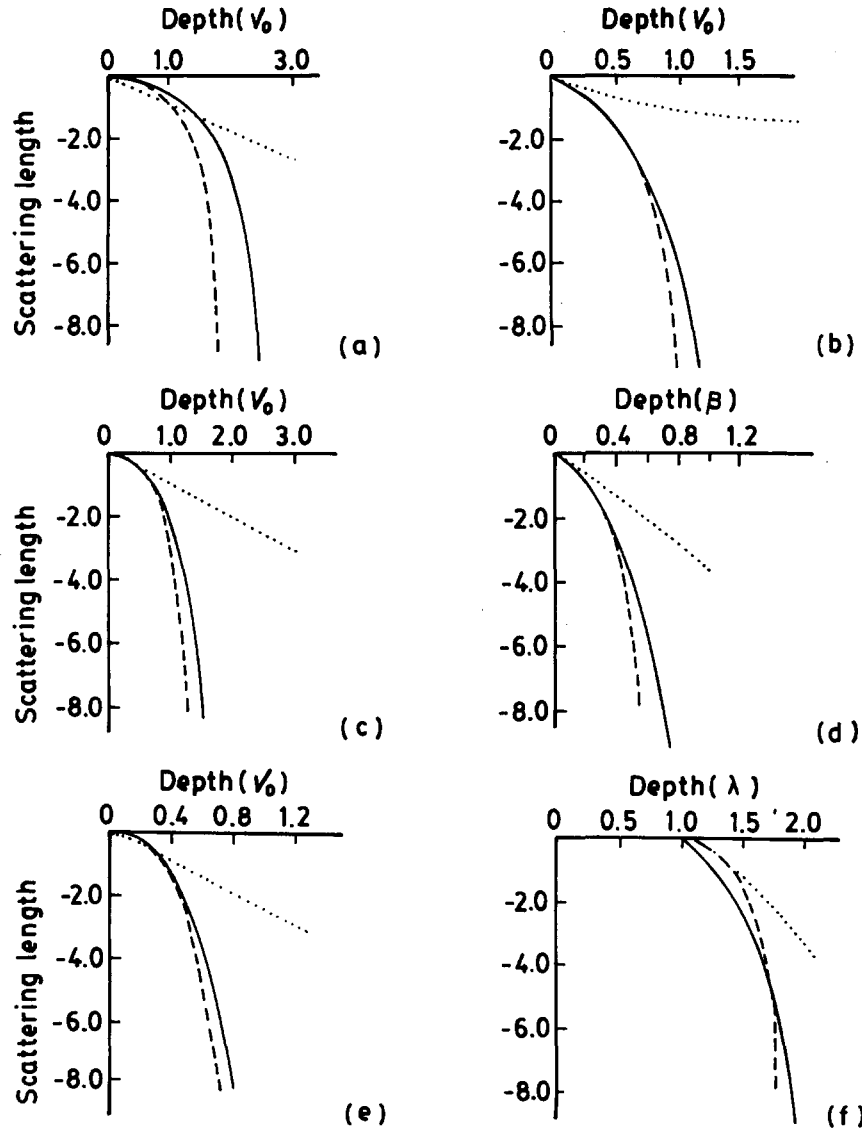 Depth(V₀)
0 1.0 3.0
Scattering length
-2.0
-4.0
-6.0
-8.0
(a)
Depth(V₀)
0 0.5 1.0 1.5
-2.0
-4.0
-6.0
-8.0
(b)
Depth(V₀)
0 1.0 2.0 3.0
Scattering length
-2.0
-4.0
-6.0
-8.0
(c)
Depth(β)
0 0.4 0.8 1.2
-2.0
-4.0
-6.0
-8.0
(d)
Depth(V₀)
0 0.4 0.8 1.2
Scattering length
-2.0
-4.0
-6.0
-8.0
(e)
Depth(λ)
0 0.5 1.0 1.5 2.0
-2.0
-4.0
-6.0
-8.0
(f)